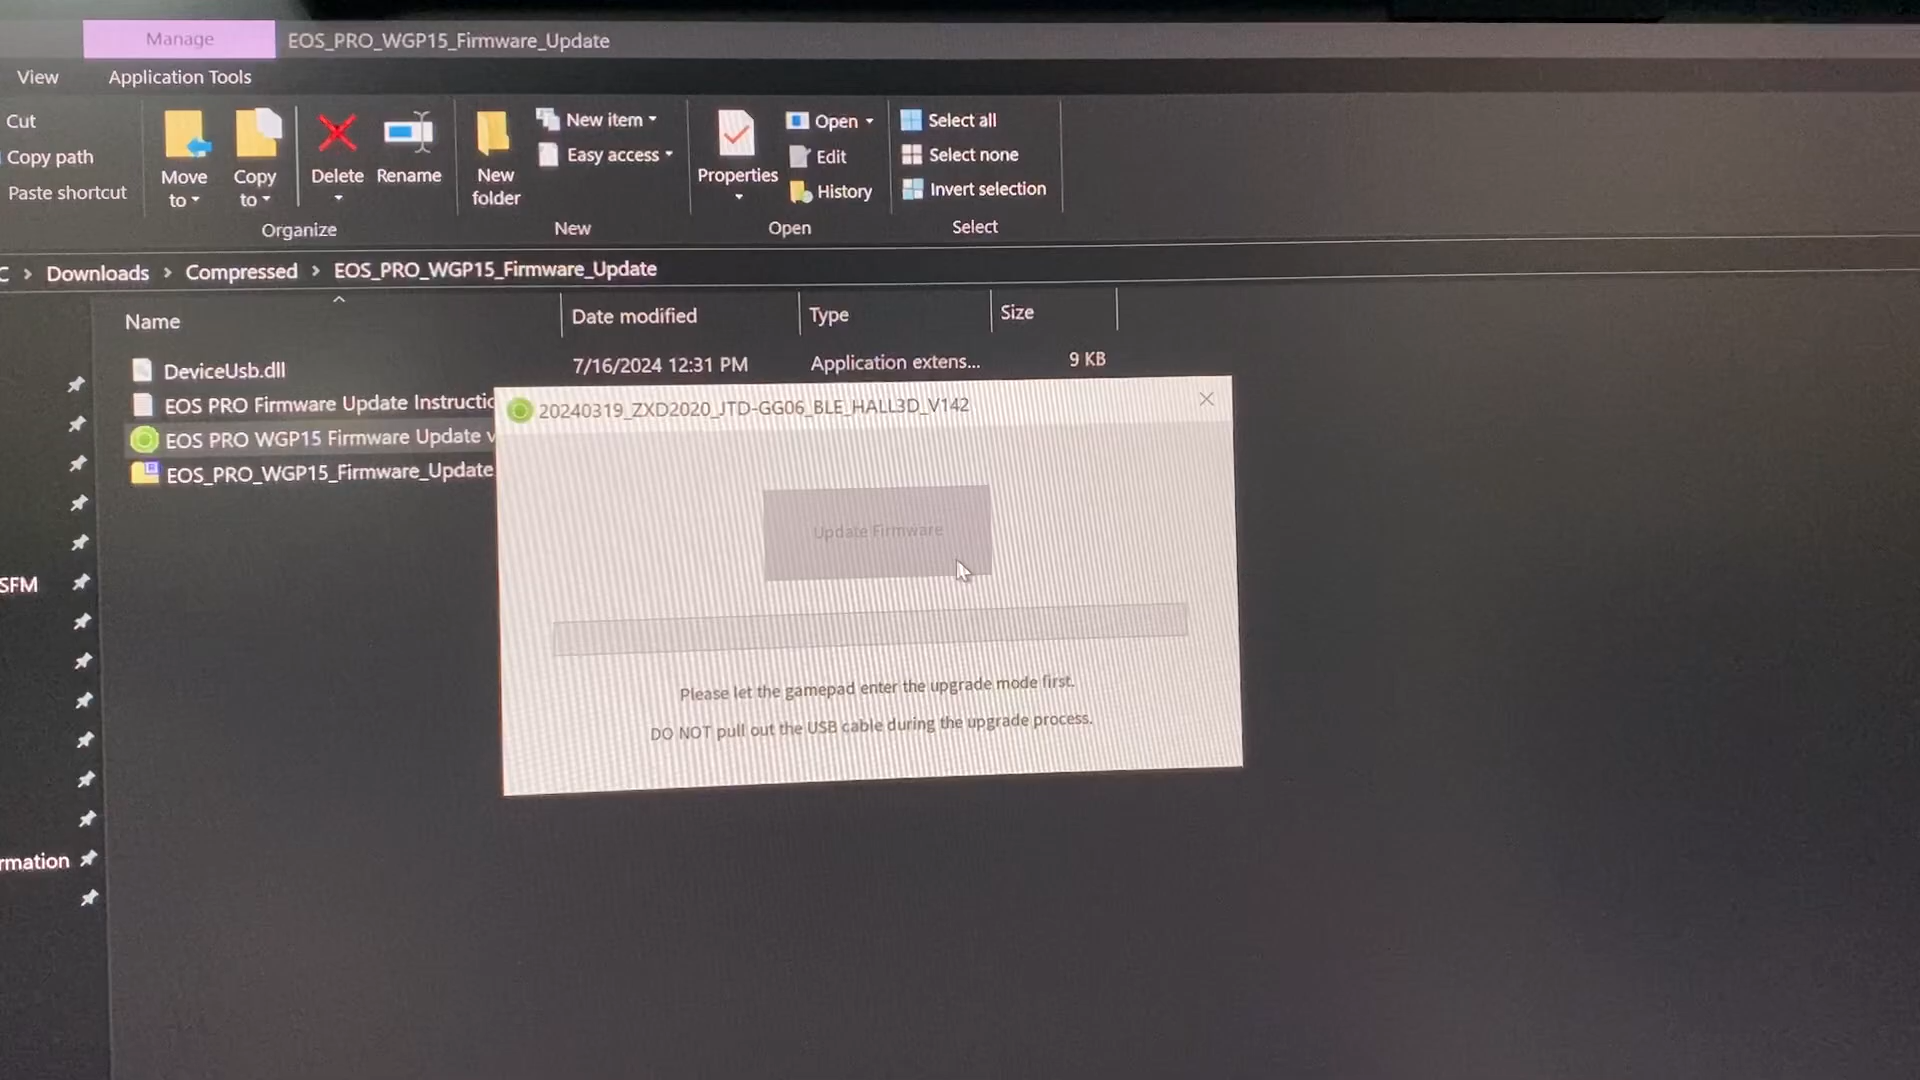 Manage EOS_PRO_WGP15_Firmware_Update
View Application Tools
Cut
Copy path
Paste shortcut
Move to
Copy to
Delete
Rename
Organize
New folder
New item
Easy access
New
Properties
Open
Edit
History
Open
Select all
Select none
Invert selection
Select
Downloads > Compressed > EOS_PRO_WGP15_Firmware_Update
Name Date modified Type Size
DeviceUsb.dll 7/16/2024 12:31 PM Application extens... 9 KB
EOS PRO Firmware Update Instructio
EOS PRO WGP15 Firmware Update v
EOS_PRO_WGP15_Firmware_Update
20240319_ZXD2020_JTD-GG06_BLE_HALL3D_V142
Update Firmware
Please let the gamepad enter the upgrade mode first.
DO NOT pull out the USB cable during the upgrade process.
SFM
rmation